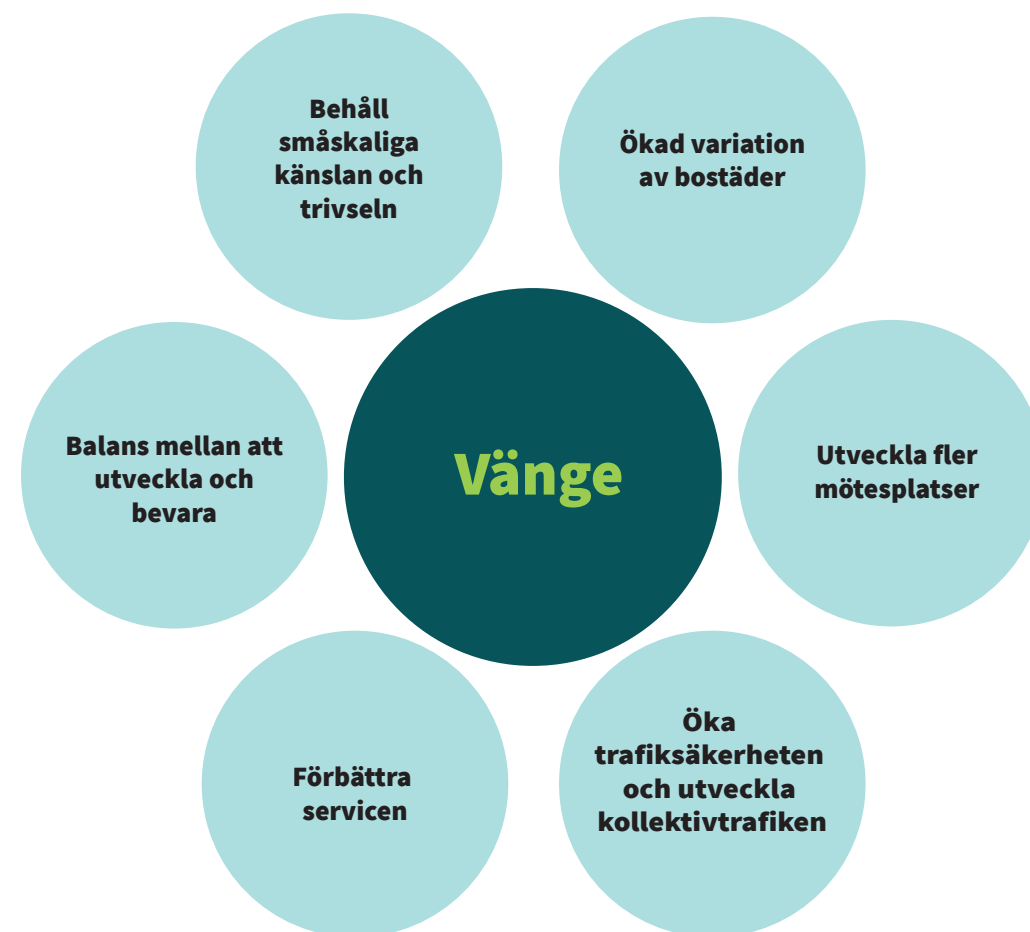 Behåll
småskaliga
känslan och
trivseln
Ökad variation
av bostäder
Balans mellan att
utveckla och
bevara
Vänge
Utveckla fler
mötesplatser
Förbättra
servicen
Öka
trafiksäkerheten
och utveckla
kollektivtrafiken